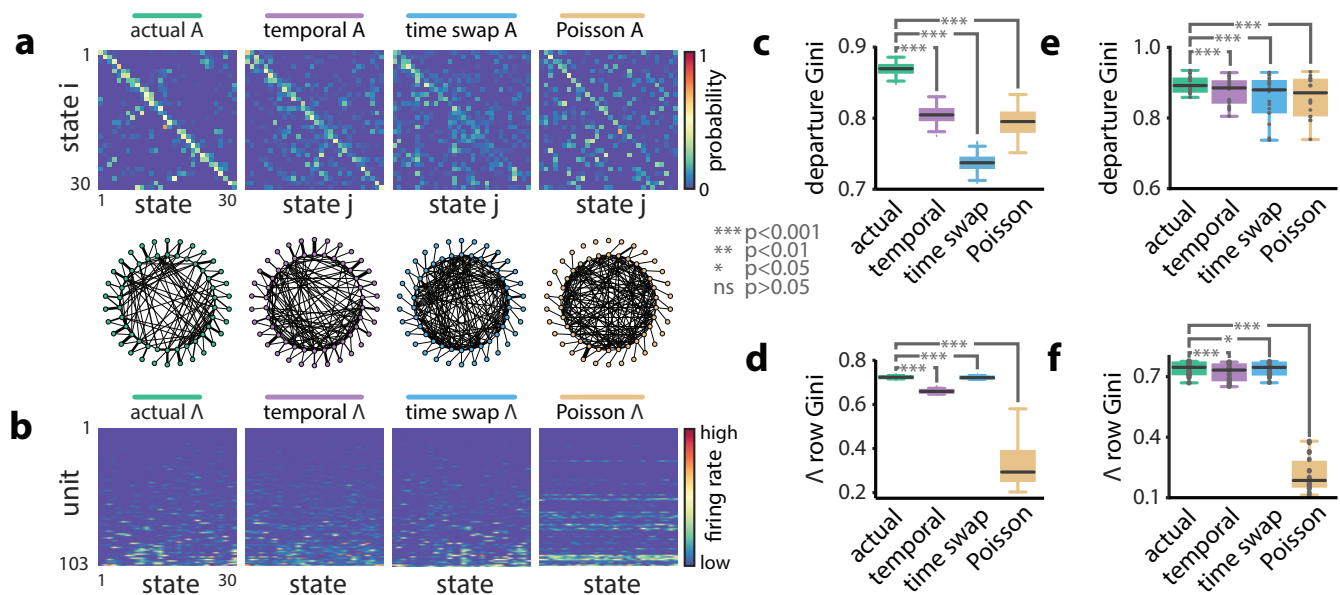 a
actual A
temporal A
time swap A
Poisson A
1
state i
30
1
state
30
state j
state j
state j
1
probability
0
b
actual Λ
temporal Λ
time swap Λ
Poisson Λ
1
unit
103
1
state
30
state
state
state
high
firing rate
low
c
departure Gini
0.9
0.8
0.7
***
***
***
actual
temporal
time swap
Poisson
*** p<0.001
** p<0.01
* p<0.05
ns p>0.05
d
Λ row Gini
0.8
0.6
0.4
0.2
***
***
***
actual
temporal
time swap
Poisson
e
departure Gini
1.0
0.8
0.6
***
***
***
actual
temporal
time swap
Poisson
f
Λ row Gini
0.7
0.4
0.1
***
*
***
actual
temporal
time swap
Poisson